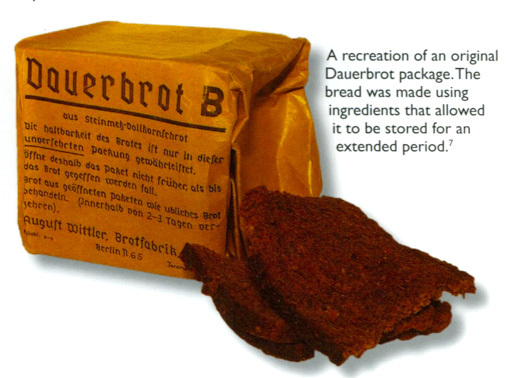 Dauerbrot B
aus Steinmetz-Vollkornschrot
Die Haltbarkeit des Brotes ist nur in dieser
unversehrten Packung gewährleistet.
Öffne deshalb das Paket nicht früher, als bis
das Brot gegessen werden soll.
Brot aus geöffneten Paketen wie übliches Brot
behandeln. (Innerhalb von 2-3 Tagen ver-
zehren).
August Wittler, Brotfabrik
Berlin N. 65
A recreation of an original
Dauerbrot package. The
bread was made using
ingredients that allowed
it to be stored for an
extended period.7